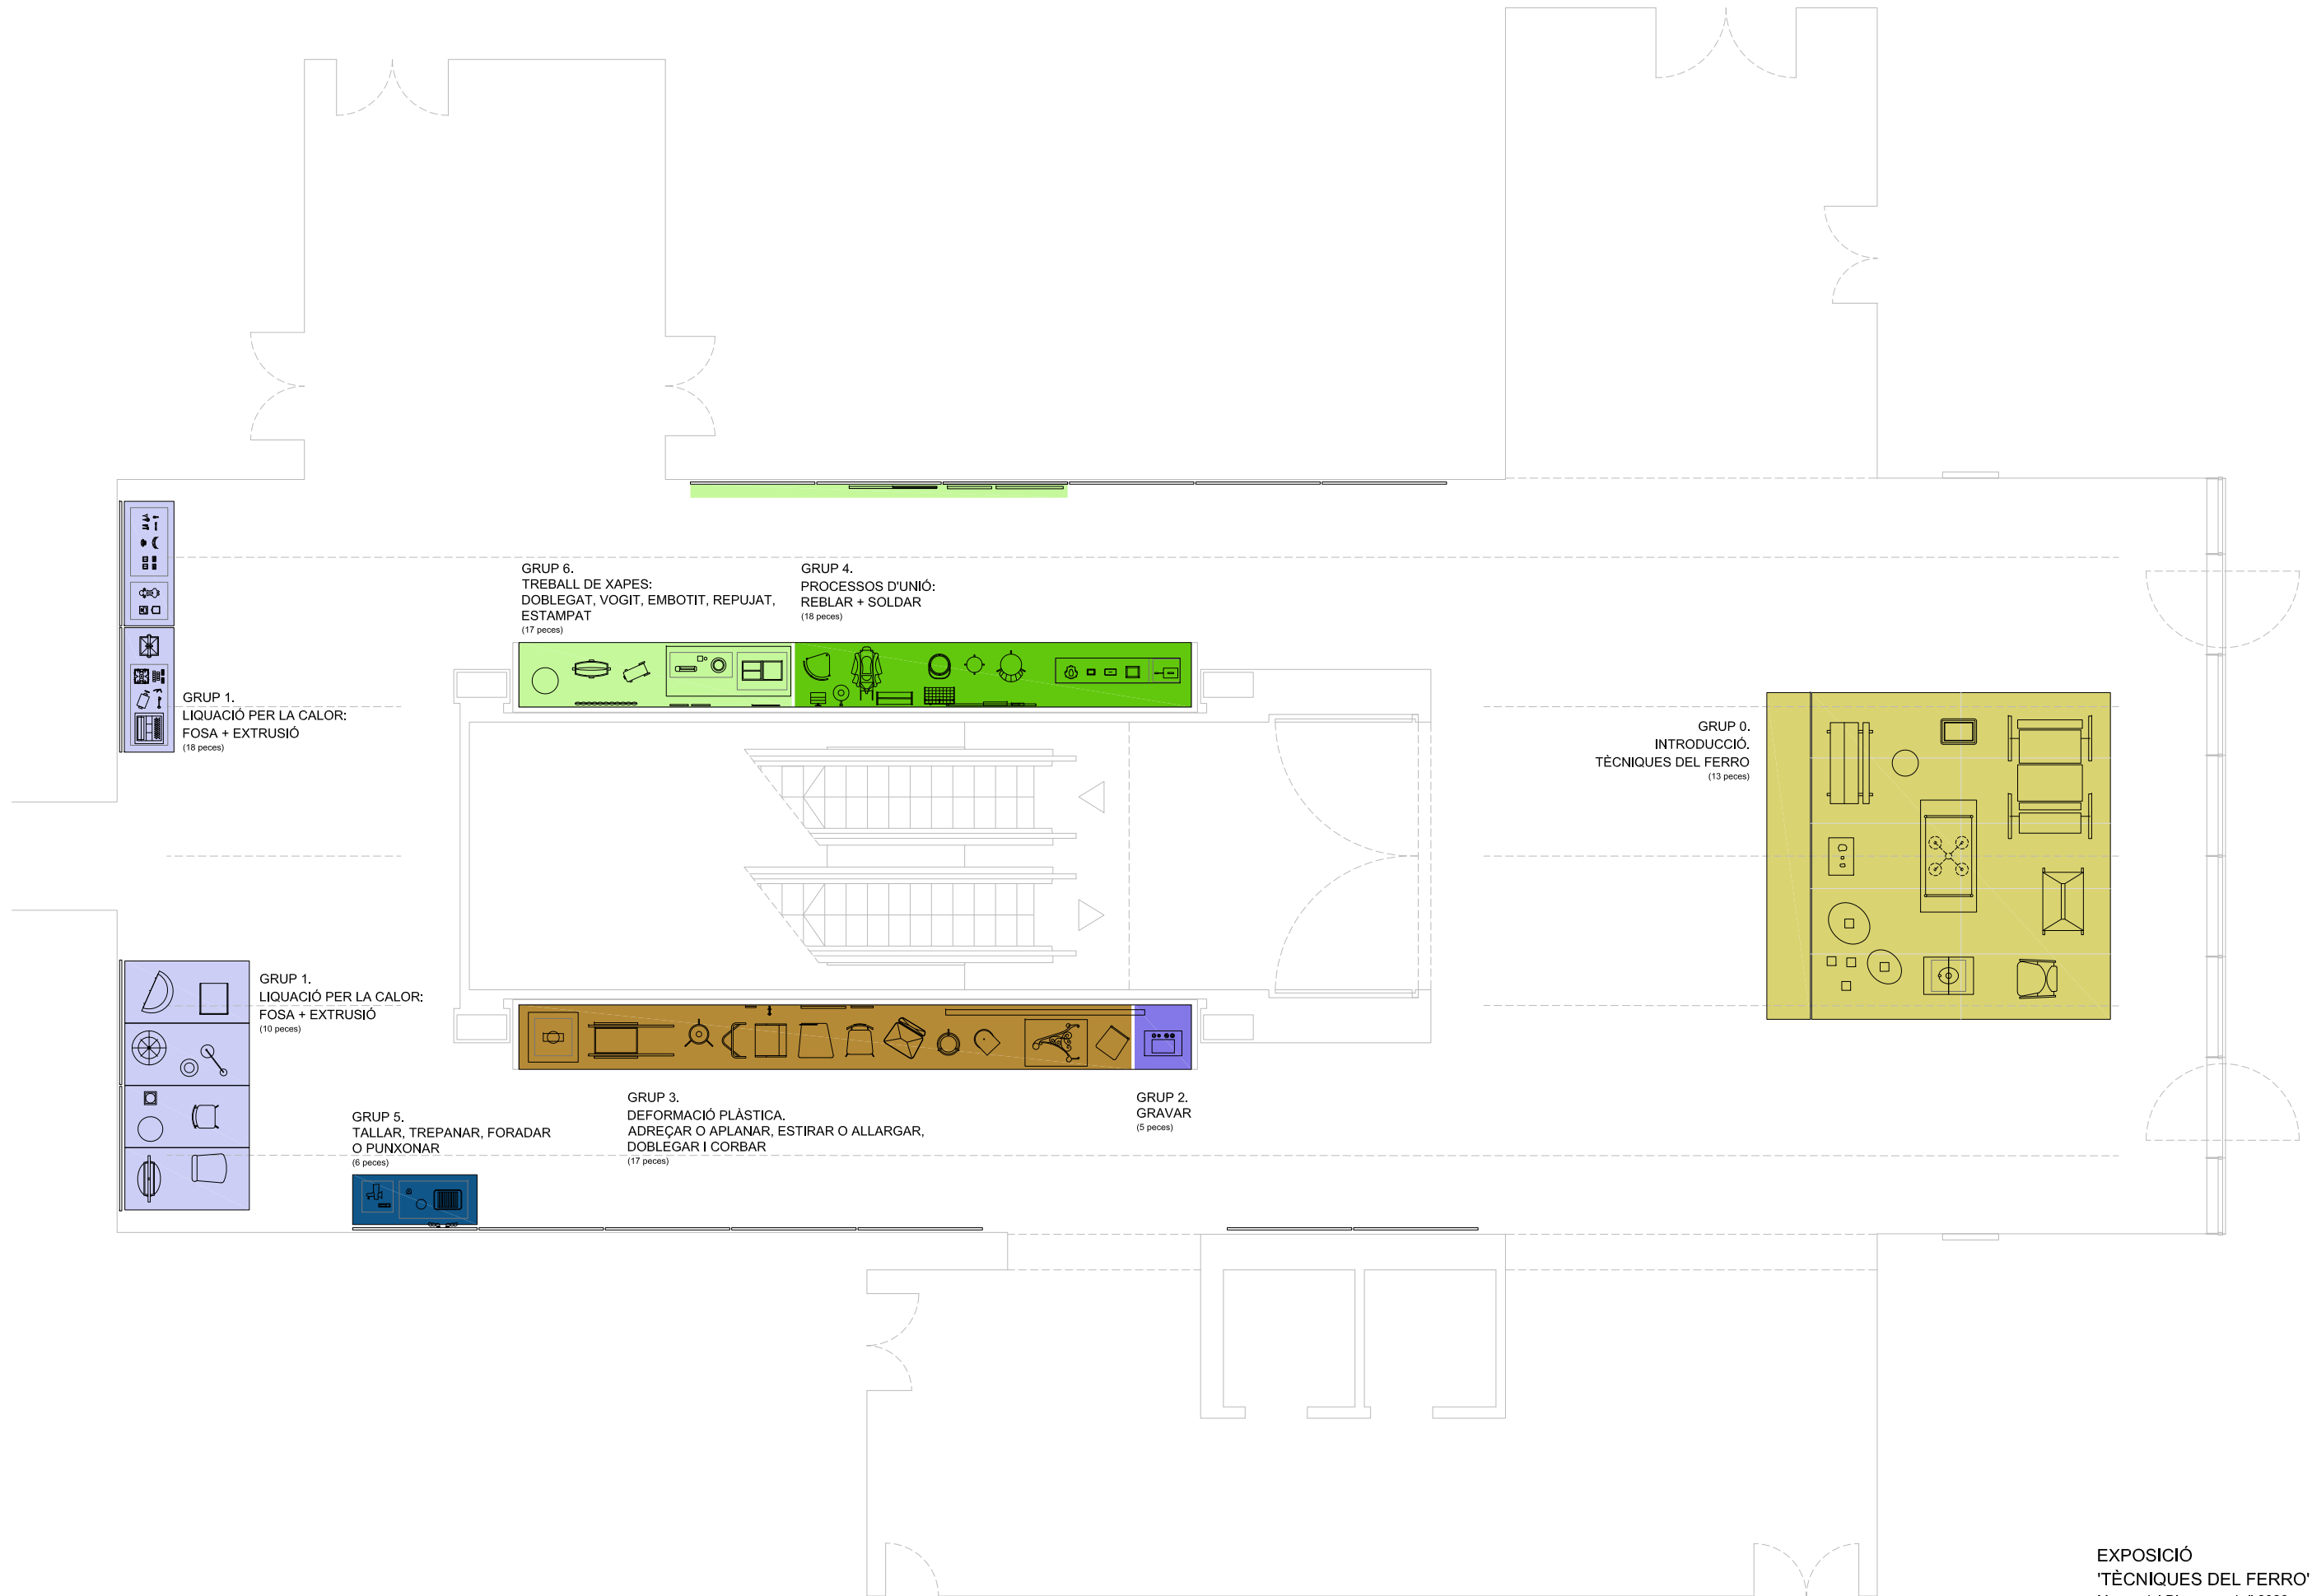 GRUP 6.
TREBALL DE XAPES:
DOBLEGAT, VOGIT, EMBOTIT, REPUJAT,
ESTAMPAT
(17 peces)
GRUP 4.
PROCESSOS D'UNIÓ:
REBLAR + SOLDAR
(18 peces)
GRUP 1.
LIQUACIÓ PER LA CALOR:
FOSA + EXTRUSIÓ
(18 peces)
GRUP 0.
INTRODUCCIÓ.
TÈCNIQUES DEL FERRO
(13 peces)
GRUP 1.
LIQUACIÓ PER LA CALOR:
FOSA + EXTRUSIÓ
(10 peces)
GRUP 5.
TALLAR, TREPANAR, FORADAR
O PUNXONAR
(6 peces)
GRUP 3.
DEFORMACIÓ PLÀSTICA.
ADREÇAR O APLANAR, ESTIRAR O ALLARGAR,
DOBLEGAR I CORBAR
(17 peces)
GRUP 2.
GRAVAR
(5 peces)
EXPOSICIÓ
'TÈCNIQUES DEL FERRO'